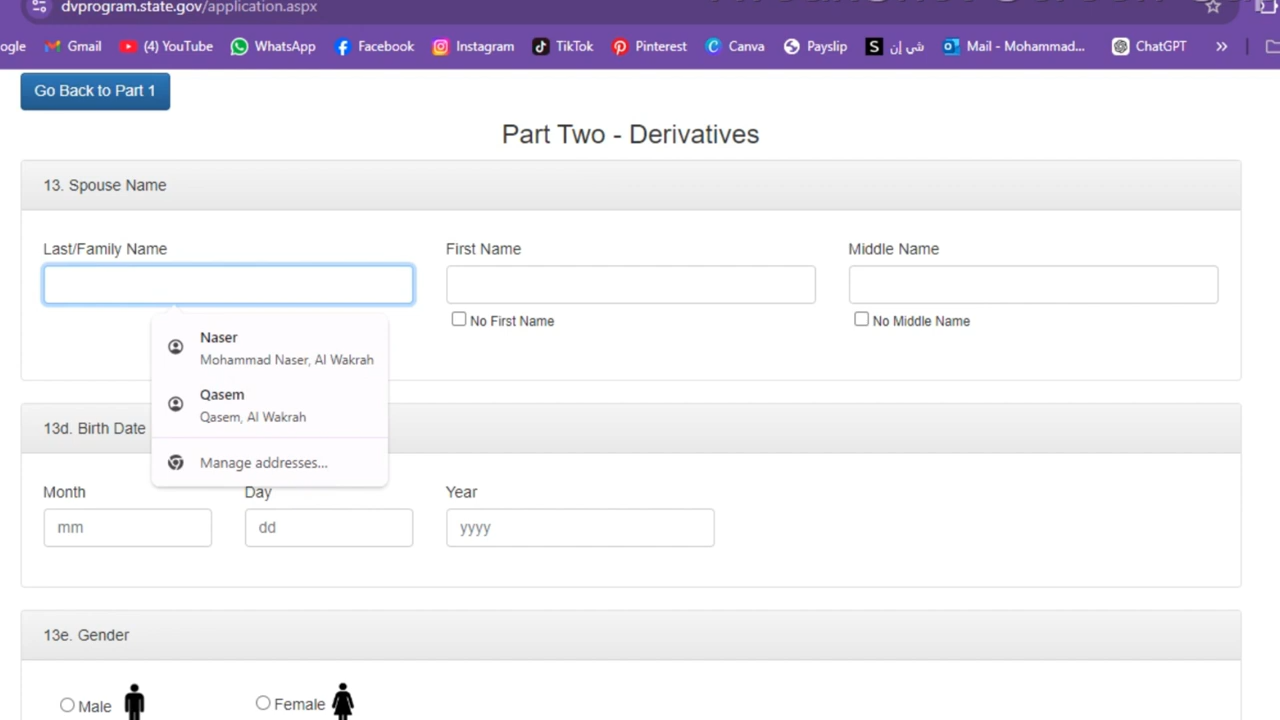 dvprogram.state.gov/application.aspx
ogle Gmail (4) YouTube WhatsApp Facebook Instagram TikTok Pinterest Canva Payslip S شي إن Mail - Mohammad... ChatGPT »
Go Back to Part 1
Part Two - Derivatives
13. Spouse Name
Last/Family Name First Name Middle Name
No First Name No Middle Name
Naser
Mohammad Naser, Al Wakrah
Qasem
Qasem, Al Wakrah
Manage addresses...
13d. Birth Date
Month Day Year
mm dd yyyy
13e. Gender
Male Female